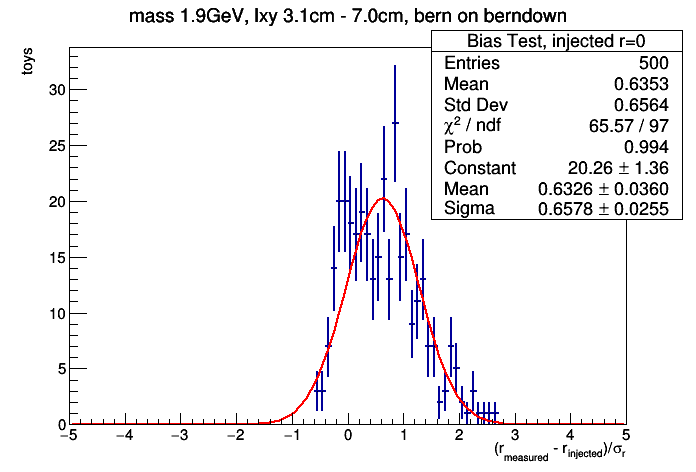 mass 1.9GeV, lxy 3.1cm - 7.0cm, bern on berndown
Bias Test, injected r=0
Entries 500
Mean 0.6353
Std Dev 0.6564
χ² / ndf 65.57 / 97
Prob 0.994
Constant 20.26 ± 1.36
Mean 0.6326 ± 0.0360
Sigma 0.6578 ± 0.0255
toys
30
25
20
15
10
5
0
−5 −4 −3 −2 −1 0 1 2 3 4 5
(r_measured - r_injected)/σ_r